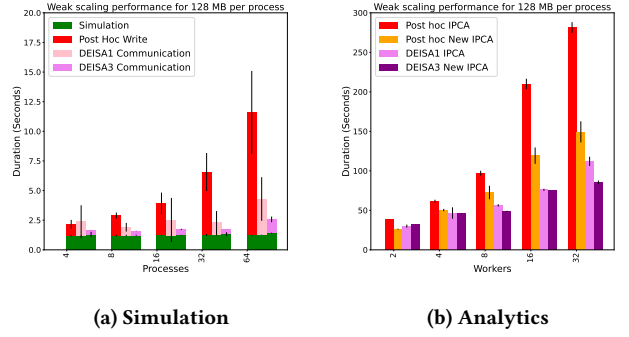 Weak scaling performance for 128 MB per process
20.0
17.5
15.0
12.5
10.0
7.5
5.0
2.5
0.0
Duration (Seconds)
Simulation
Post Hoc Write
DEISA1 Communication
DEISA3 Communication
4
8
16
32
64
Processes
(a) Simulation
Weak scaling performance for 128 MB per process
300
250
200
150
100
50
0
Duration (Seconds)
Post hoc IPCA
Post hoc New IPCA
DEISA1 IPCA
DEISA3 New IPCA
2
4
8
16
32
Workers
(b) Analytics